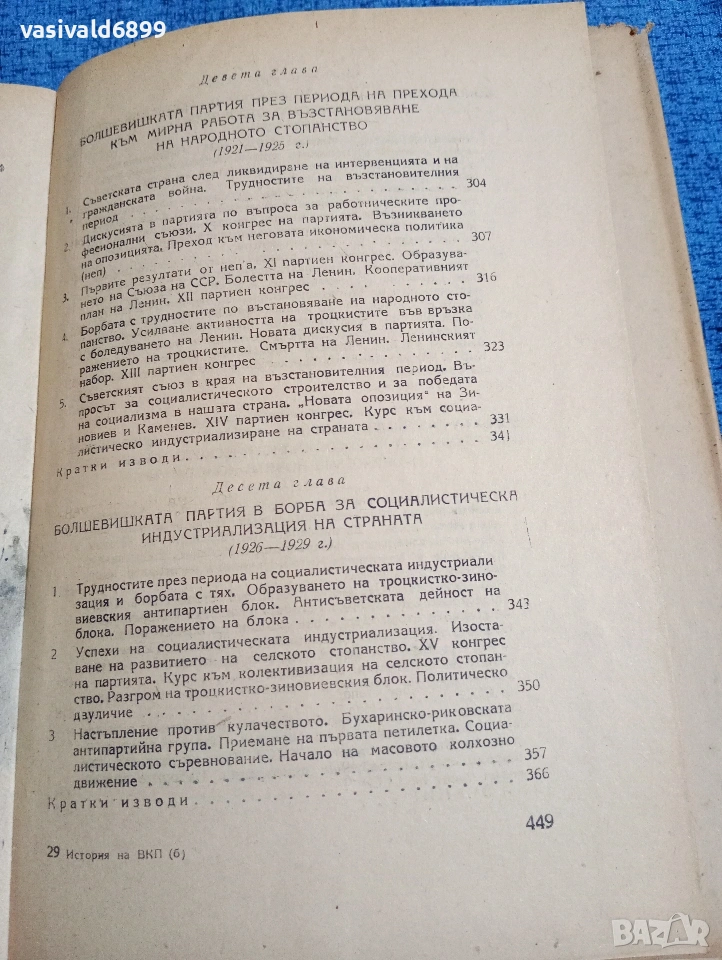 vasivald6899
Девета глава
БОЛШЕВИШКАТА ПАРТИЯ ПРЕЗ ПЕРИОДА НА ПРЕХОДА
КЪМ МИРНА РАБОТА ЗА ВЪЗСТАНОВЯВАНЕ
НА НАРОДНОТО СТОПАНСТВО
(1921—1925 г.)
1. Съветската страна след ликвидиране на интервенцията и на
гражданската война. Трудностите на възстановителния
период . . . . . . . . . . . . . . . . . . . . 304
2. Дискусията в партията по въпроса за работническите про-
фесионални съюзи. X конгрес на партията. Възникването
на опозицията. Преход към неговата икономическа политика
(неп) . . . . . . . . . . . . . . . . . . . . 307
3. Първите резултати от неп'а. XI партиен конгрес. Образува-
нето на Съюза на ССР. Болестта на Ленин. Кооперативният
план на Ленин. XII партиен конгрес . . . . . . . . 316
4. Борбата с трудностите по въстановяване на народното сто-
панство. Усилване активността на троцкистите във връзка
с боледуването на Ленин. Новата дискусия в партията. По-
ражението на троцкистите. Смъртта на Ленин. Ленинският
набор. XIII партиен конгрес . . . . . . . . . . . 323
5. Съветският съюз в края на възстановителния период. Въ-
просът за социалистическото строителство и за победата
на социализма в нашата страна. „Новата опозиция" на Зи-
новиев и Каменев. XIV партиен конгрес. Курс към социа-
листическо индустриализиране на страната . . . . . . 331
Кратки изводи . . . . . . . . . . . . . . . . 341
Десета глава
БОЛШЕВИШКАТА ПАРТИЯ В БОРБА ЗА СОЦИАЛИСТИЧЕСКА
ИНДУСТРИАЛИЗАЦИЯ НА СТРАНАТА
(1926—1929 г.)
1 Трудностите през периода на социалистическата индустриали
зация и борбата с тях. Образуването на троцкистко-зино-
виевския антипартиен блок. Антисъветската дейност на
блока. Поражението на блока . . . . . . . . . . . 343
2 Успехи на социалистическата индустриализация. Изоста-
ване на развитието на селското стопанство. XV конгрес
на партията. Курс към колективизация на селското стопан-
ство. Разгром на троцкистко-зиновиевския блок. Политическо
двуличие . . . . . . . . . . . . . . . . . . . 350
3 Настъпление против кулачеството. Бухаринско-риковската
антипартийна група. Приемане на първата петилетка. Социа-
листическото съревнование. Начало на масовото колхозно
движение . . . . . . . . . . . . . . . . . . . 357
Кратки изводи . . . . . . . . . . . . . . . . 366
449
29 История на ВКП (б)
BAZAR